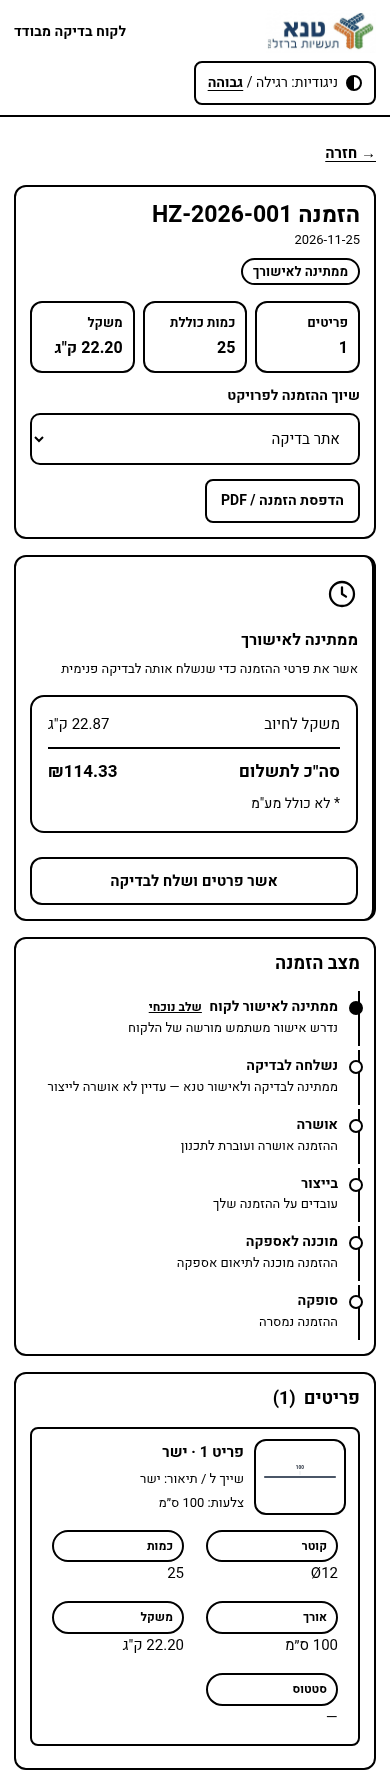 טנא
תעשיות ברזל
לקוח בדיקה מבודד
ניגודיות: רגילה / גבוהה
→ חזרה
הזמנה HZ-2026-001
2026-11-25
ממתינה לאישורך
פריטים
1
כמות כוללת
25
משקל
22.20 ק"ג
שיוך ההזמנה לפרויקט
אתר בדיקה
הדפסת הזמנה / PDF
ממתינה לאישורך
אשר את פרטי ההזמנה כדי שנשלח אותה לבדיקה פנימית
משקל לחיוב 22.87 ק"ג
סה"כ לתשלום ₪114.33
* לא כולל מע"מ
אשר פרטים ושלח לבדיקה
מצב הזמנה
ממתינה לאישור לקוח שלב נוכחי
נדרש אישור משתמש מורשה של הלקוח
נשלחה לבדיקה
ממתינה לבדיקה ולאישור טנא — עדיין לא אושרה לייצור
אושרה
ההזמנה אושרה ועוברת לתכנון
בייצור
עובדים על ההזמנה שלך
מוכנה לאספקה
ההזמנה מוכנה לתיאום אספקה
סופקה
ההזמנה נמסרה
פריטים (1)
100
פריט 1 · ישר
שייך ל / תיאור: ישר
צלעות: 100 ס״מ
קוטר
Ø12
כמות
25
אורך
100 ס״מ
משקל
22.20 ק"ג
סטטוס
—